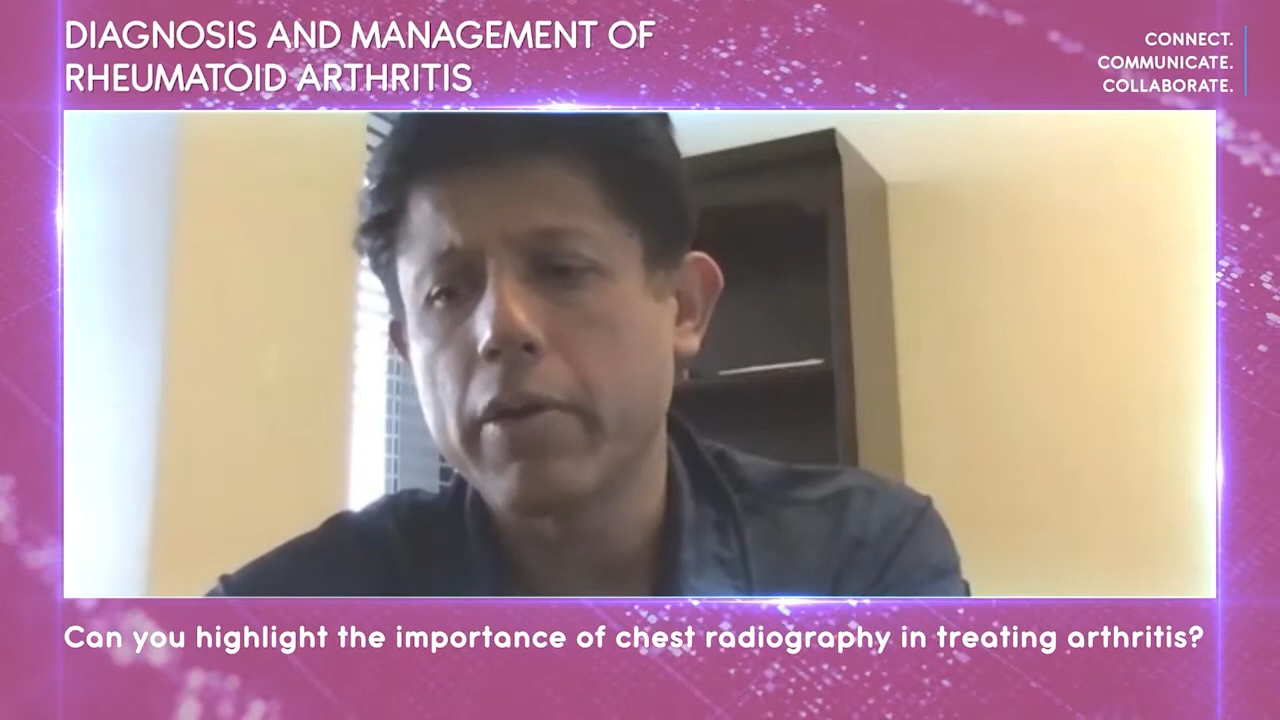 DIAGNOSIS AND MANAGEMENT OF
RHEUMATOID ARTHRITIS
CONNECT.
COMMUNICATE.
COLLABORATE.
Can you highlight the importance of chest radiography in treating arthritis?